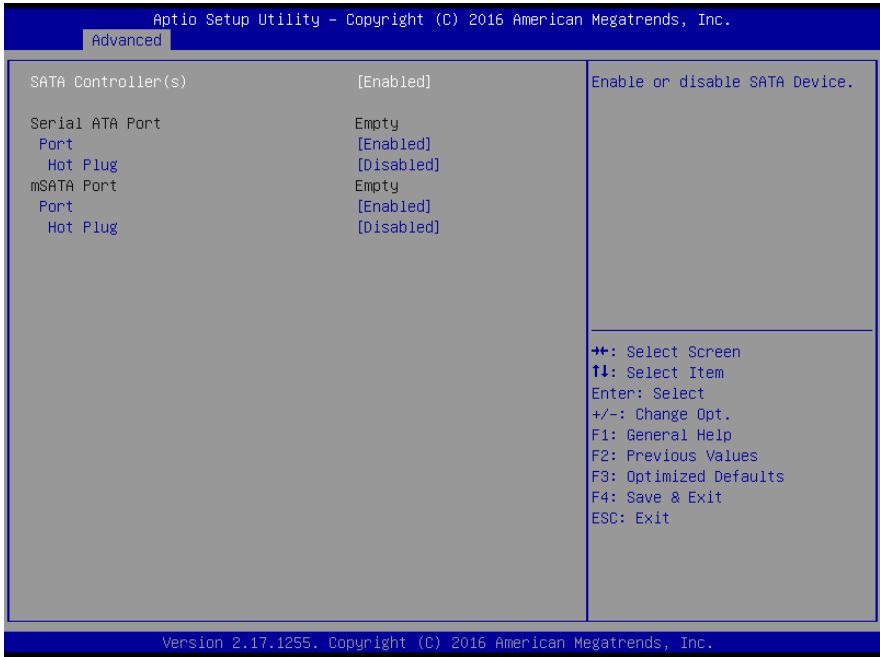 Aptio Setup Utility – Copyright (C) 2016 American Megatrends, Inc.
Advanced
SATA Controller(s) [Enabled]
Serial ATA Port Empty
Port [Enabled]
Hot Plug [Disabled]
mSATA Port Empty
Port [Enabled]
Hot Plug [Disabled]
Enable or disable SATA Device.
→←: Select Screen
↑↓: Select Item
Enter: Select
+/-: Change Opt.
F1: General Help
F2: Previous Values
F3: Optimized Defaults
F4: Save & Exit
ESC: Exit
Version 2.17.1255. Copyright (C) 2016 American Megatrends, Inc.